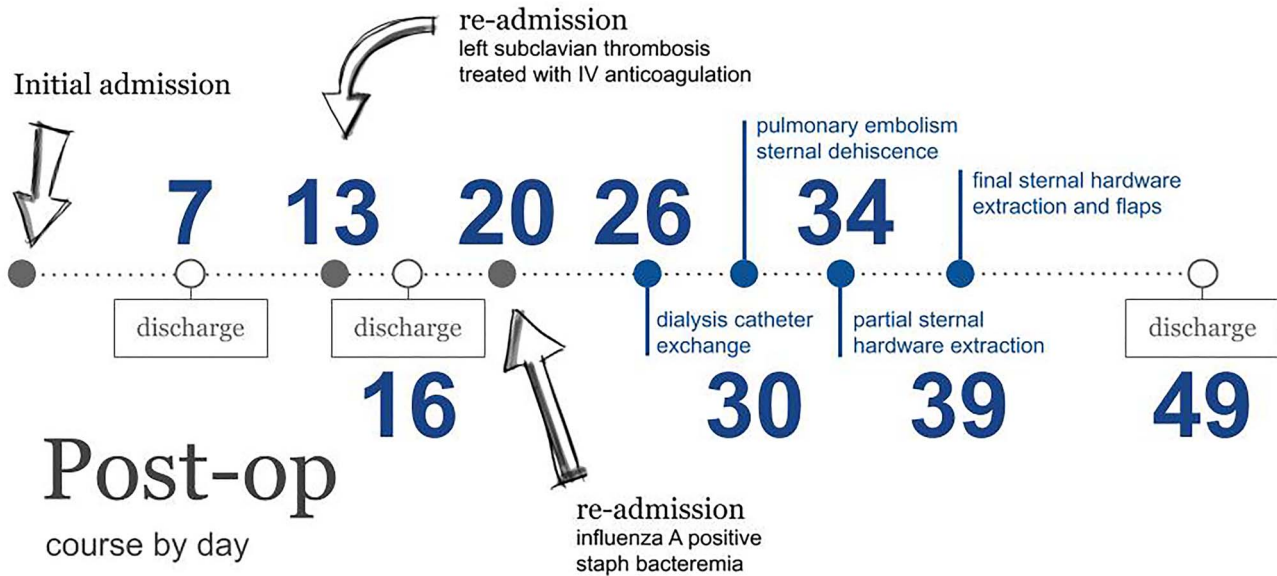 re-admission
left subclavian thrombosis
treated with IV anticoagulation
Initial admission
pulmonary embolism
sternal dehiscence
final sternal hardware
extraction and flaps
7
13
20
26
34
discharge
discharge
dialysis catheter
exchange
partial sternal
hardware extraction
discharge
16
30
39
49
Post-op
course by day
re-admission
influenza A positive
staph bacteremia